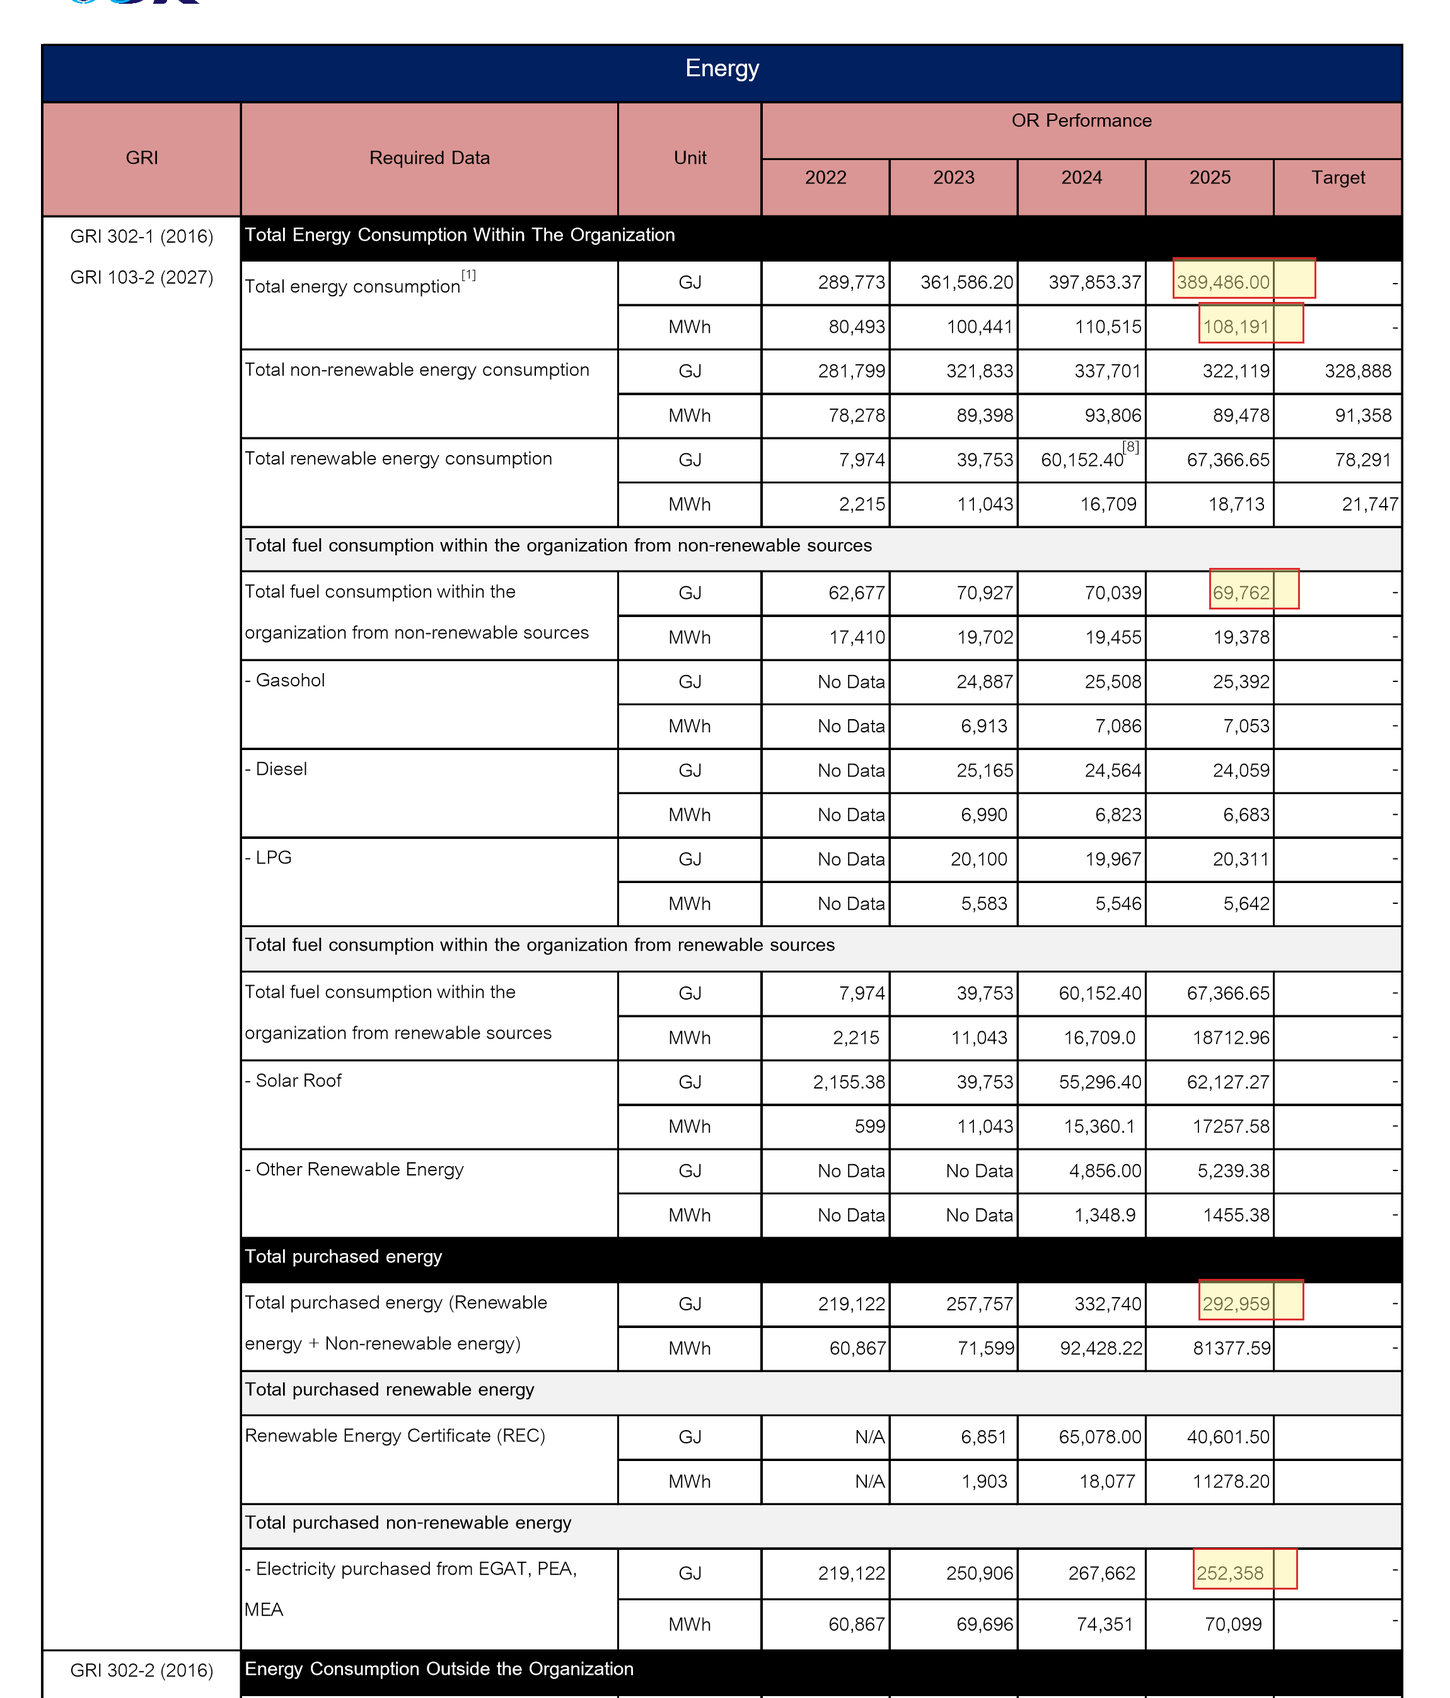 Energy
GRI Required Data Unit OR Performance
2022 2023 2024 2025 Target
GRI 302-1 (2016) Total Energy Consumption Within The Organization
GRI 103-2 (2027) Total energy consumption[1] GJ 289,773 361,586.20 397,853.37 389,486.00 -
MWh 80,493 100,441 110,515 108,191 -
Total non-renewable energy consumption GJ 281,799 321,833 337,701 322,119 328,888
MWh 78,278 89,398 93,806 89,478 91,358
Total renewable energy consumption GJ 7,974 39,753 60,152.40[8] 67,366.65 78,291
MWh 2,215 11,043 16,709 18,713 21,747
Total fuel consumption within the organization from non-renewable sources
Total fuel consumption within the GJ 62,677 70,927 70,039 69,762 -
organization from non-renewable sources MWh 17,410 19,702 19,455 19,378 -
- Gasohol GJ No Data 24,887 25,508 25,392 -
MWh No Data 6,913 7,086 7,053 -
- Diesel GJ No Data 25,165 24,564 24,059 -
MWh No Data 6,990 6,823 6,683 -
- LPG GJ No Data 20,100 19,967 20,311 -
MWh No Data 5,583 5,546 5,642 -
Total fuel consumption within the organization from renewable sources
Total fuel consumption within the GJ 7,974 39,753 60,152.40 67,366.65 -
organization from renewable sources MWh 2,215 11,043 16,709.0 18712.96 -
- Solar Roof GJ 2,155.38 39,753 55,296.40 62,127.27 -
MWh 599 11,043 15,360.1 17257.58 -
- Other Renewable Energy GJ No Data No Data 4,856.00 5,239.38 -
MWh No Data No Data 1,348.9 1455.38 -
Total purchased energy
Total purchased energy (Renewable GJ 219,122 257,757 332,740 292,959 -
energy + Non-renewable energy) MWh 60,867 71,599 92,428.22 81377.59 -
Total purchased renewable energy
Renewable Energy Certificate (REC) GJ N/A 6,851 65,078.00 40,601.50
MWh N/A 1,903 18,077 11278.20
Total purchased non-renewable energy
- Electricity purchased from EGAT, PEA, GJ 219,122 250,906 267,662 252,358 -
MEA MWh 60,867 69,696 74,351 70,099 -
GRI 302-2 (2016) Energy Consumption Outside the Organization